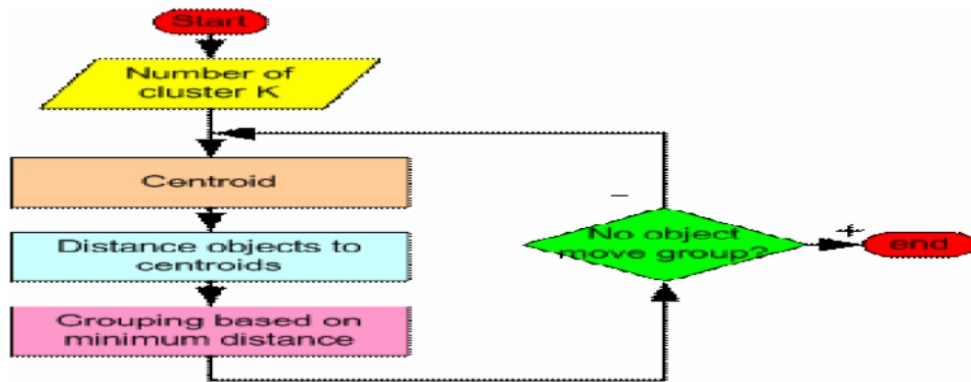 Start
Number of
cluster K
Centroid
Distance objects to
centroids
Grouping based on
minimum distance
–
No object
move group?
+
end